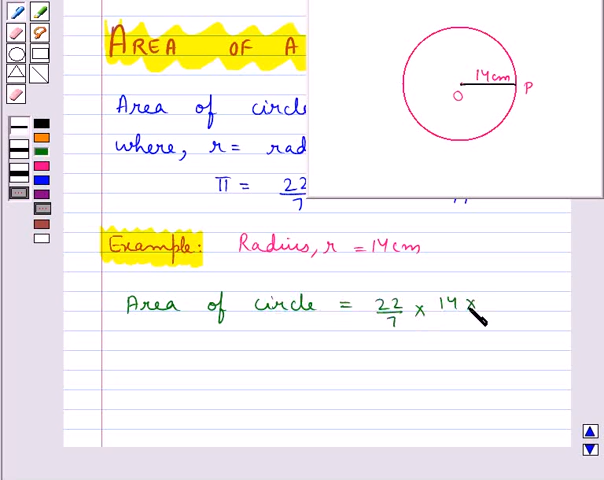 AREA OF A
14cm
O P
Area of circle
where, r = rad
π = 22/7
Example: Radius, r = 14cm
Area of circle = 22/7 × 14 ×